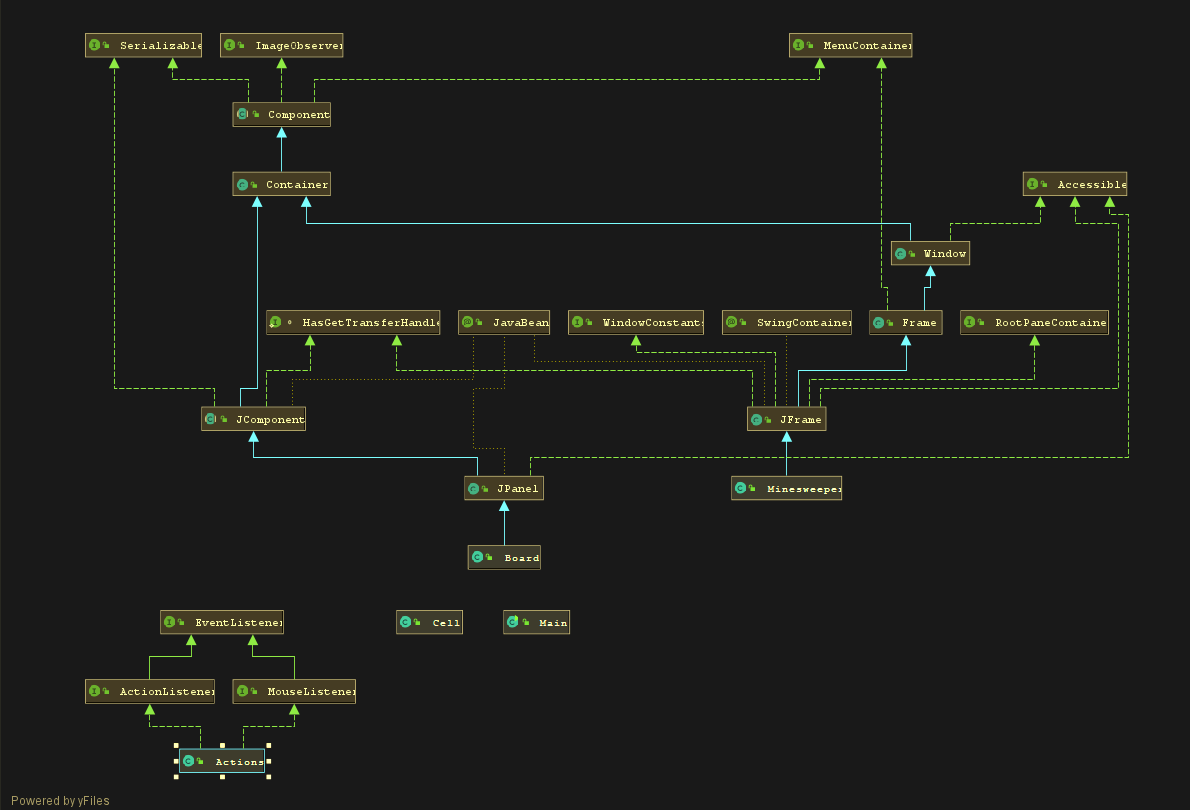 Serializable ImageObserver MenuContainer
Component
Container Accessible
Window
HasGetTransferHandle JavaBean WindowConstants SwingContainer Frame RootPaneContaine
JComponent JFrame
JPanel Minesweeper
Board
EventListener Cell Main
ActionListener MouseListener
Actions
Powered by yFiles